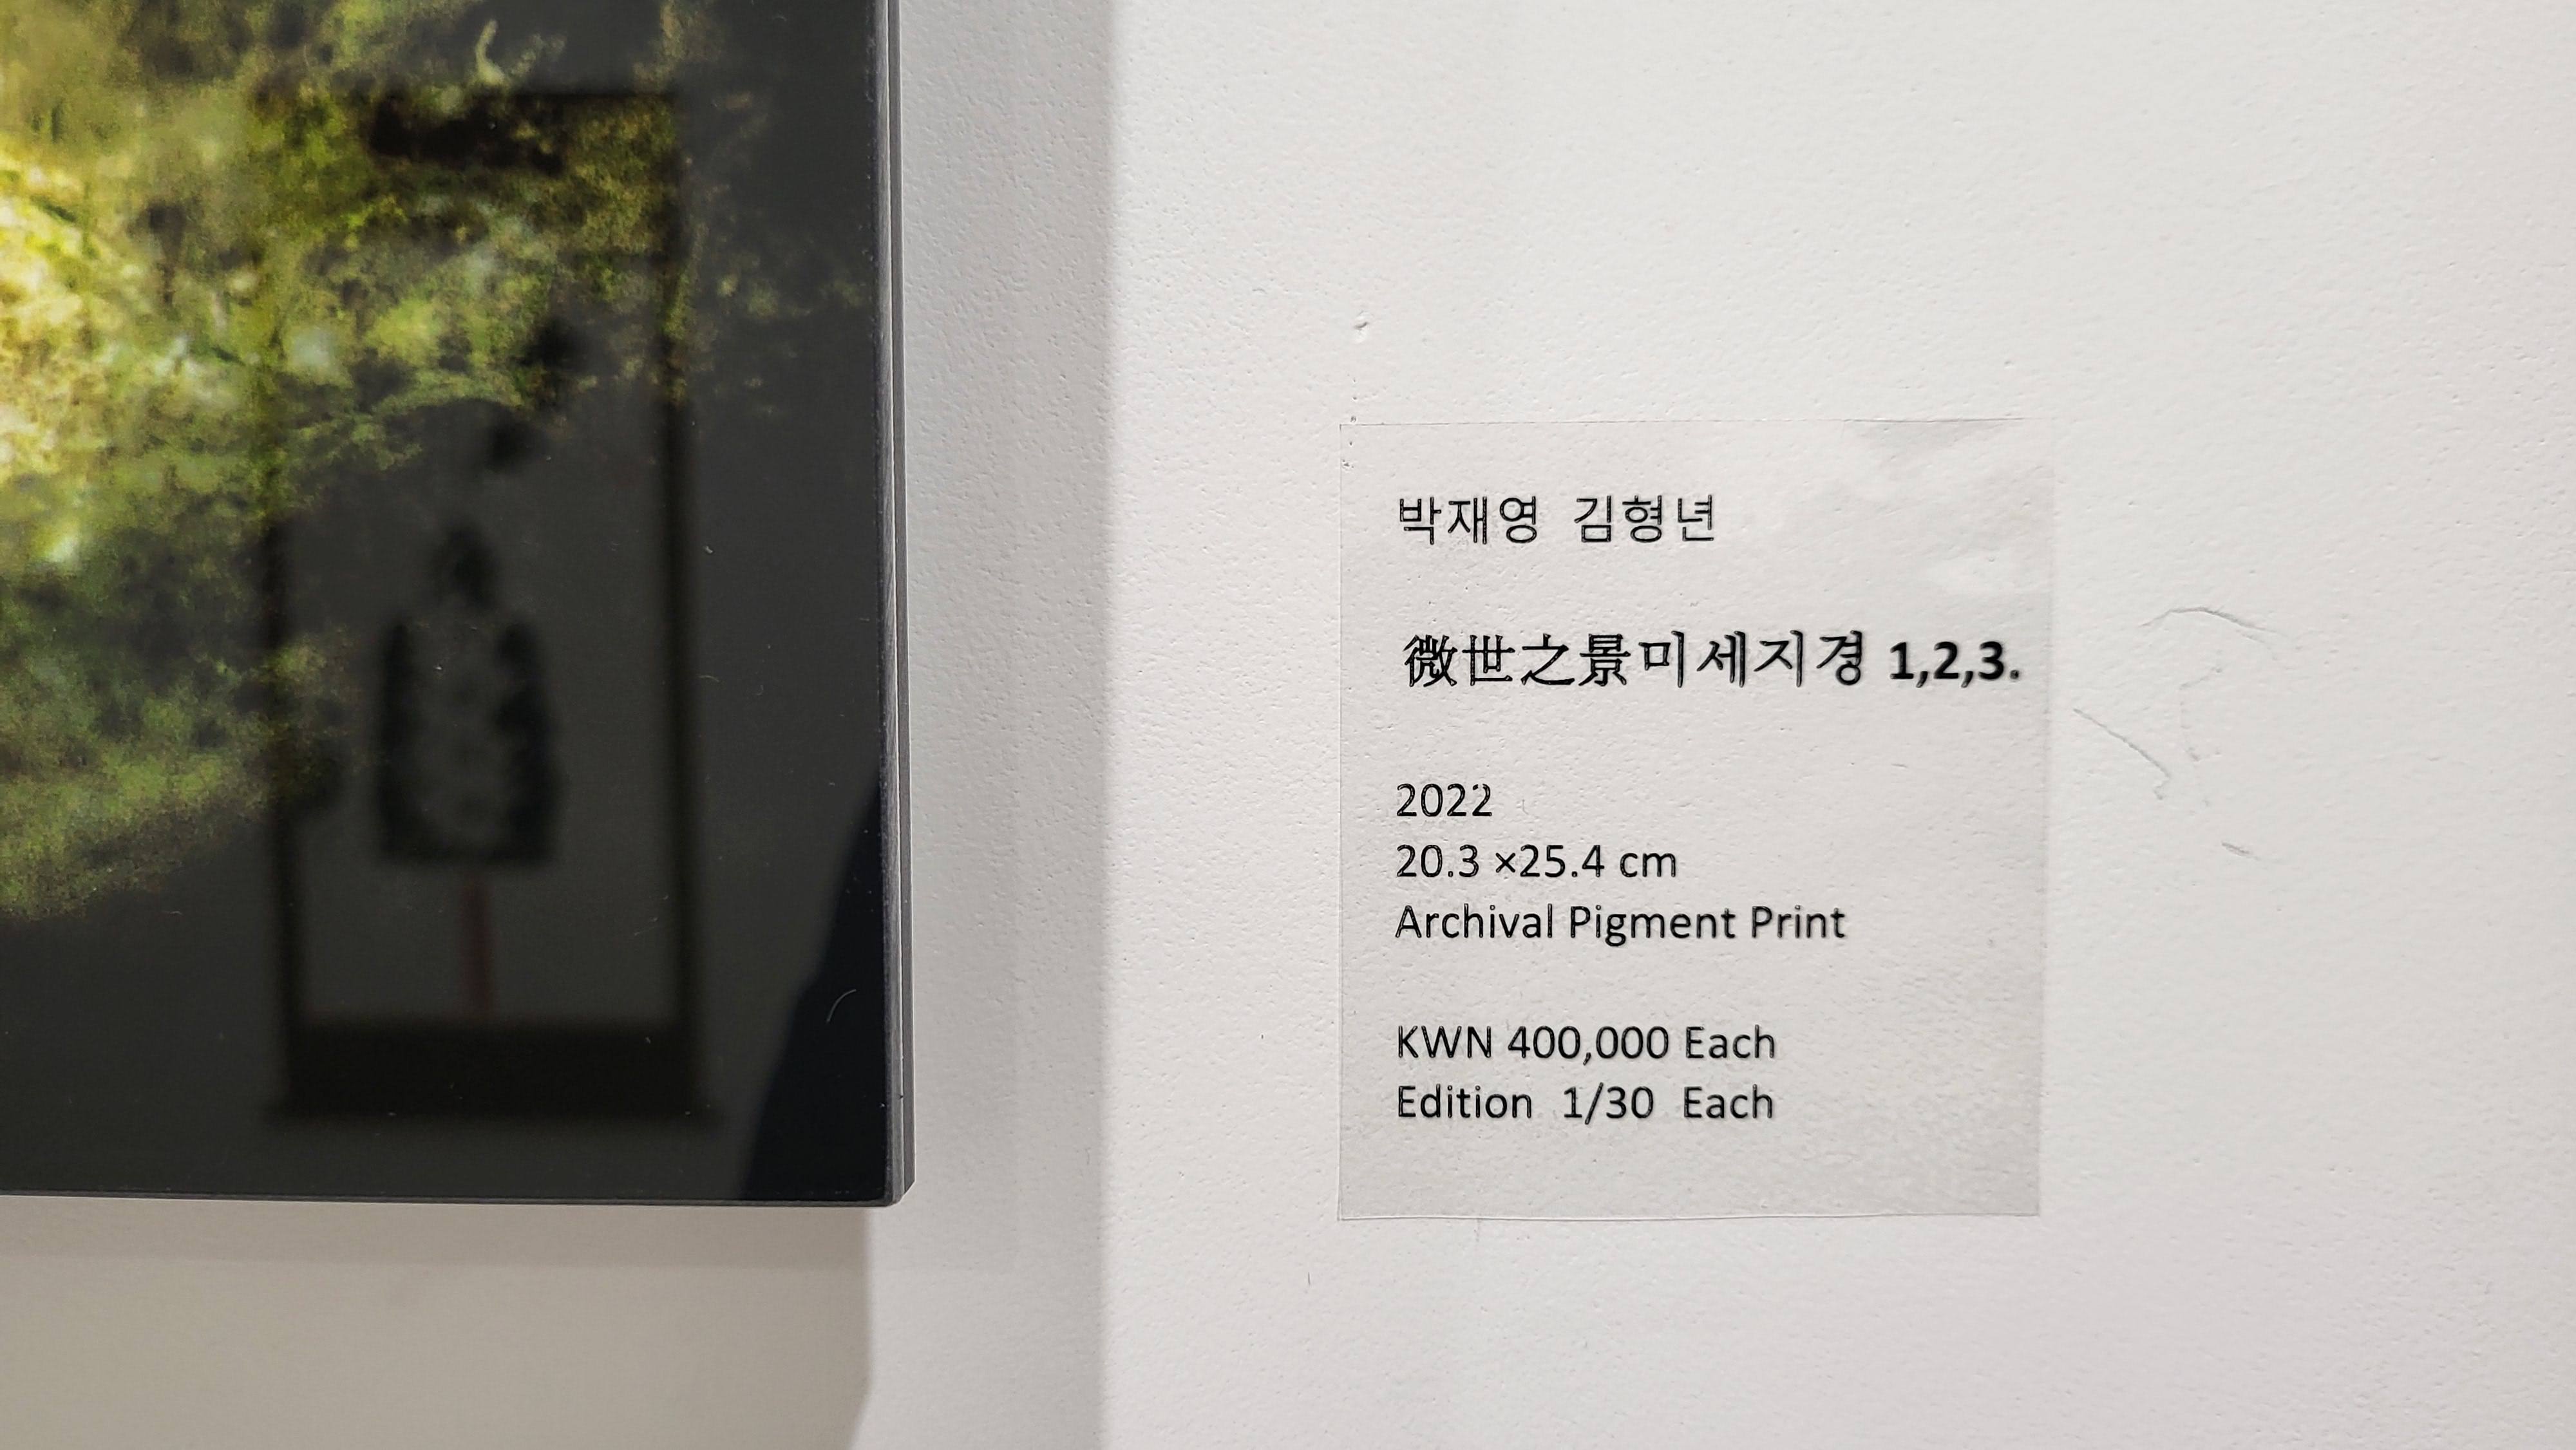 박재영 김형년
微世之景미세지경 1,2,3.
2022
20.3 ×25.4 cm
Archival Pigment Print
KWN 400,000 Each
Edition 1/30 Each